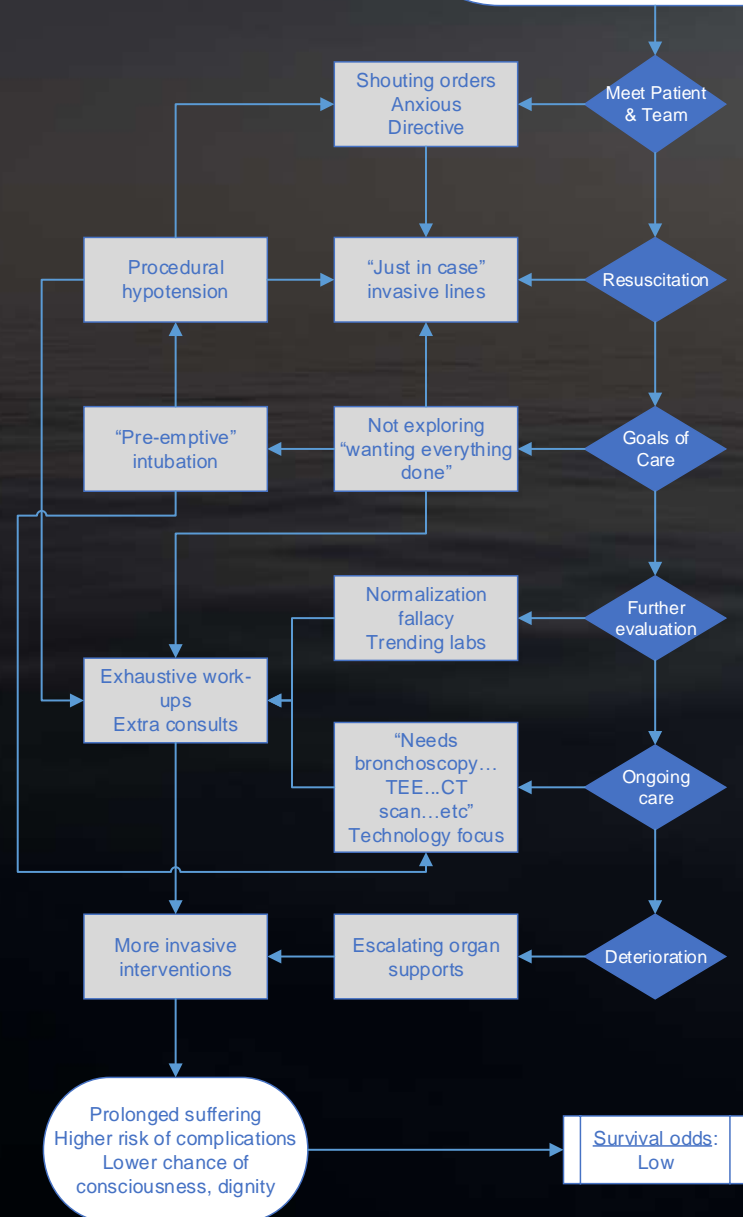 Shouting orders
Anxious
Directive
Meet Patient
& Team
Procedural
hypotension
“Just in case”
invasive lines
Resuscitation
“Pre-emptive”
intubation
Not exploring
“wanting everything
done”
Goals of
Care
Normalization
fallacy
Trending labs
Further
evaluation
Exhaustive work-
ups
Extra consults
“Needs
bronchoscopy…
TEE...CT
scan…etc”
Technology focus
Ongoing
care
More invasive
interventions
Escalating organ
supports
Deterioration
Prolonged suffering
Higher risk of complications
Lower chance of
consciousness, dignity
Survival odds:
Low